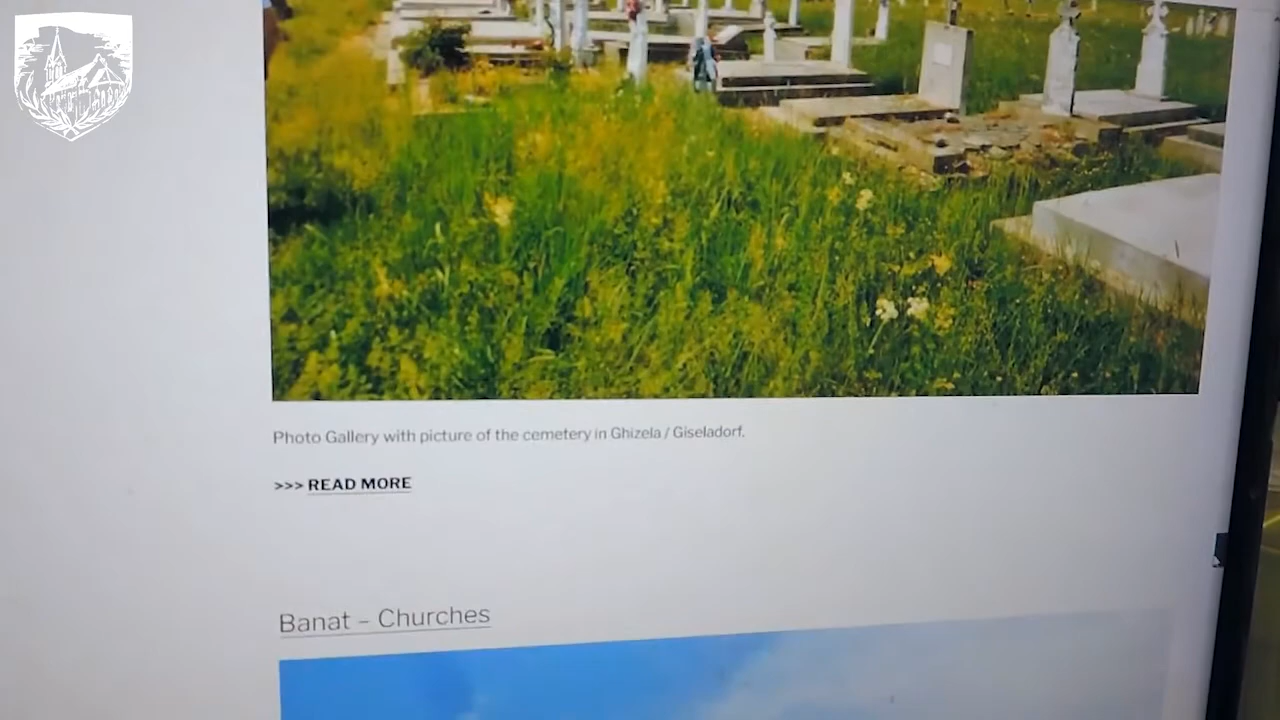 Photo Gallery with picture of the cemetery in Ghizela / Giseladorf.
>>> READ MORE
Banat – Churches